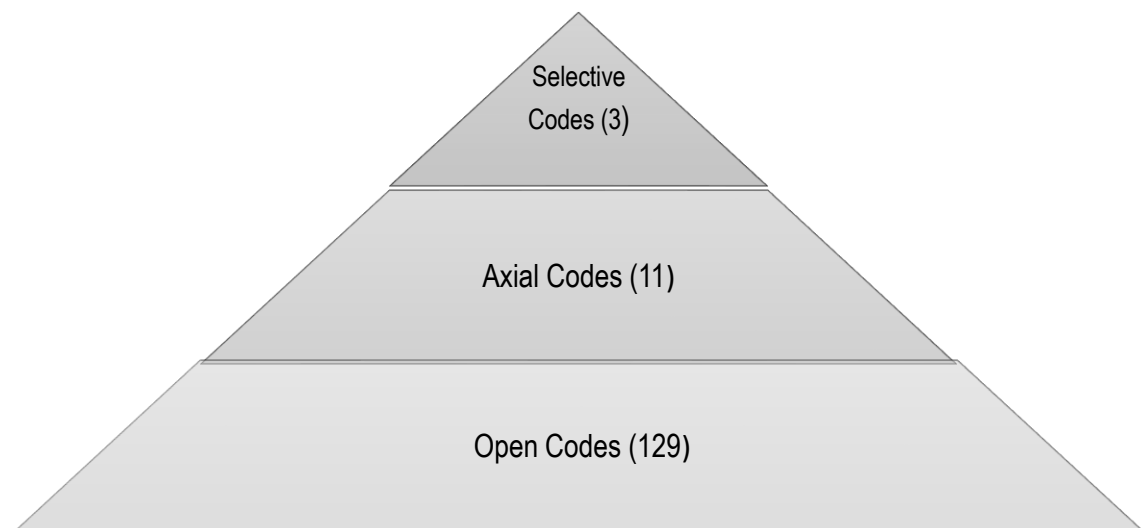 Selective
Codes (3)
Axial Codes (11)
Open Codes (129)